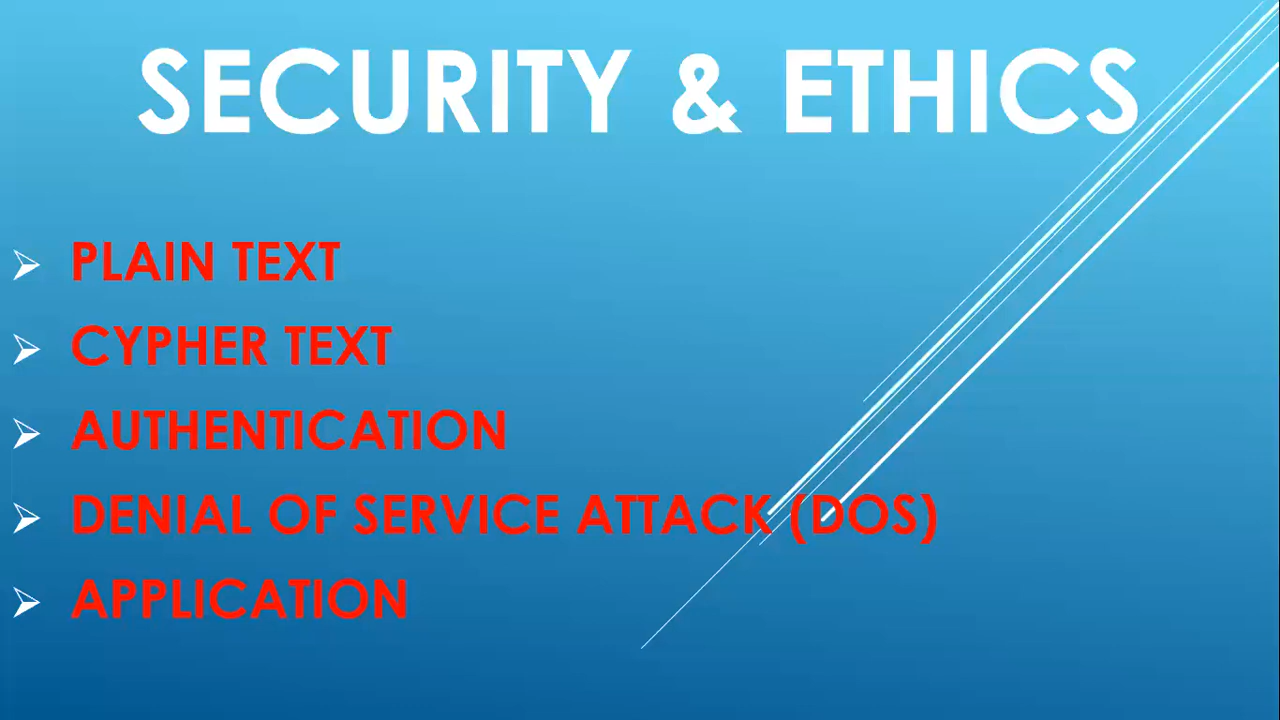 SECURITY & ETHICS
PLAIN TEXT
CYPHER TEXT
AUTHENTICATION
DENIAL OF SERVICE ATTACK (DOS)
APPLICATION